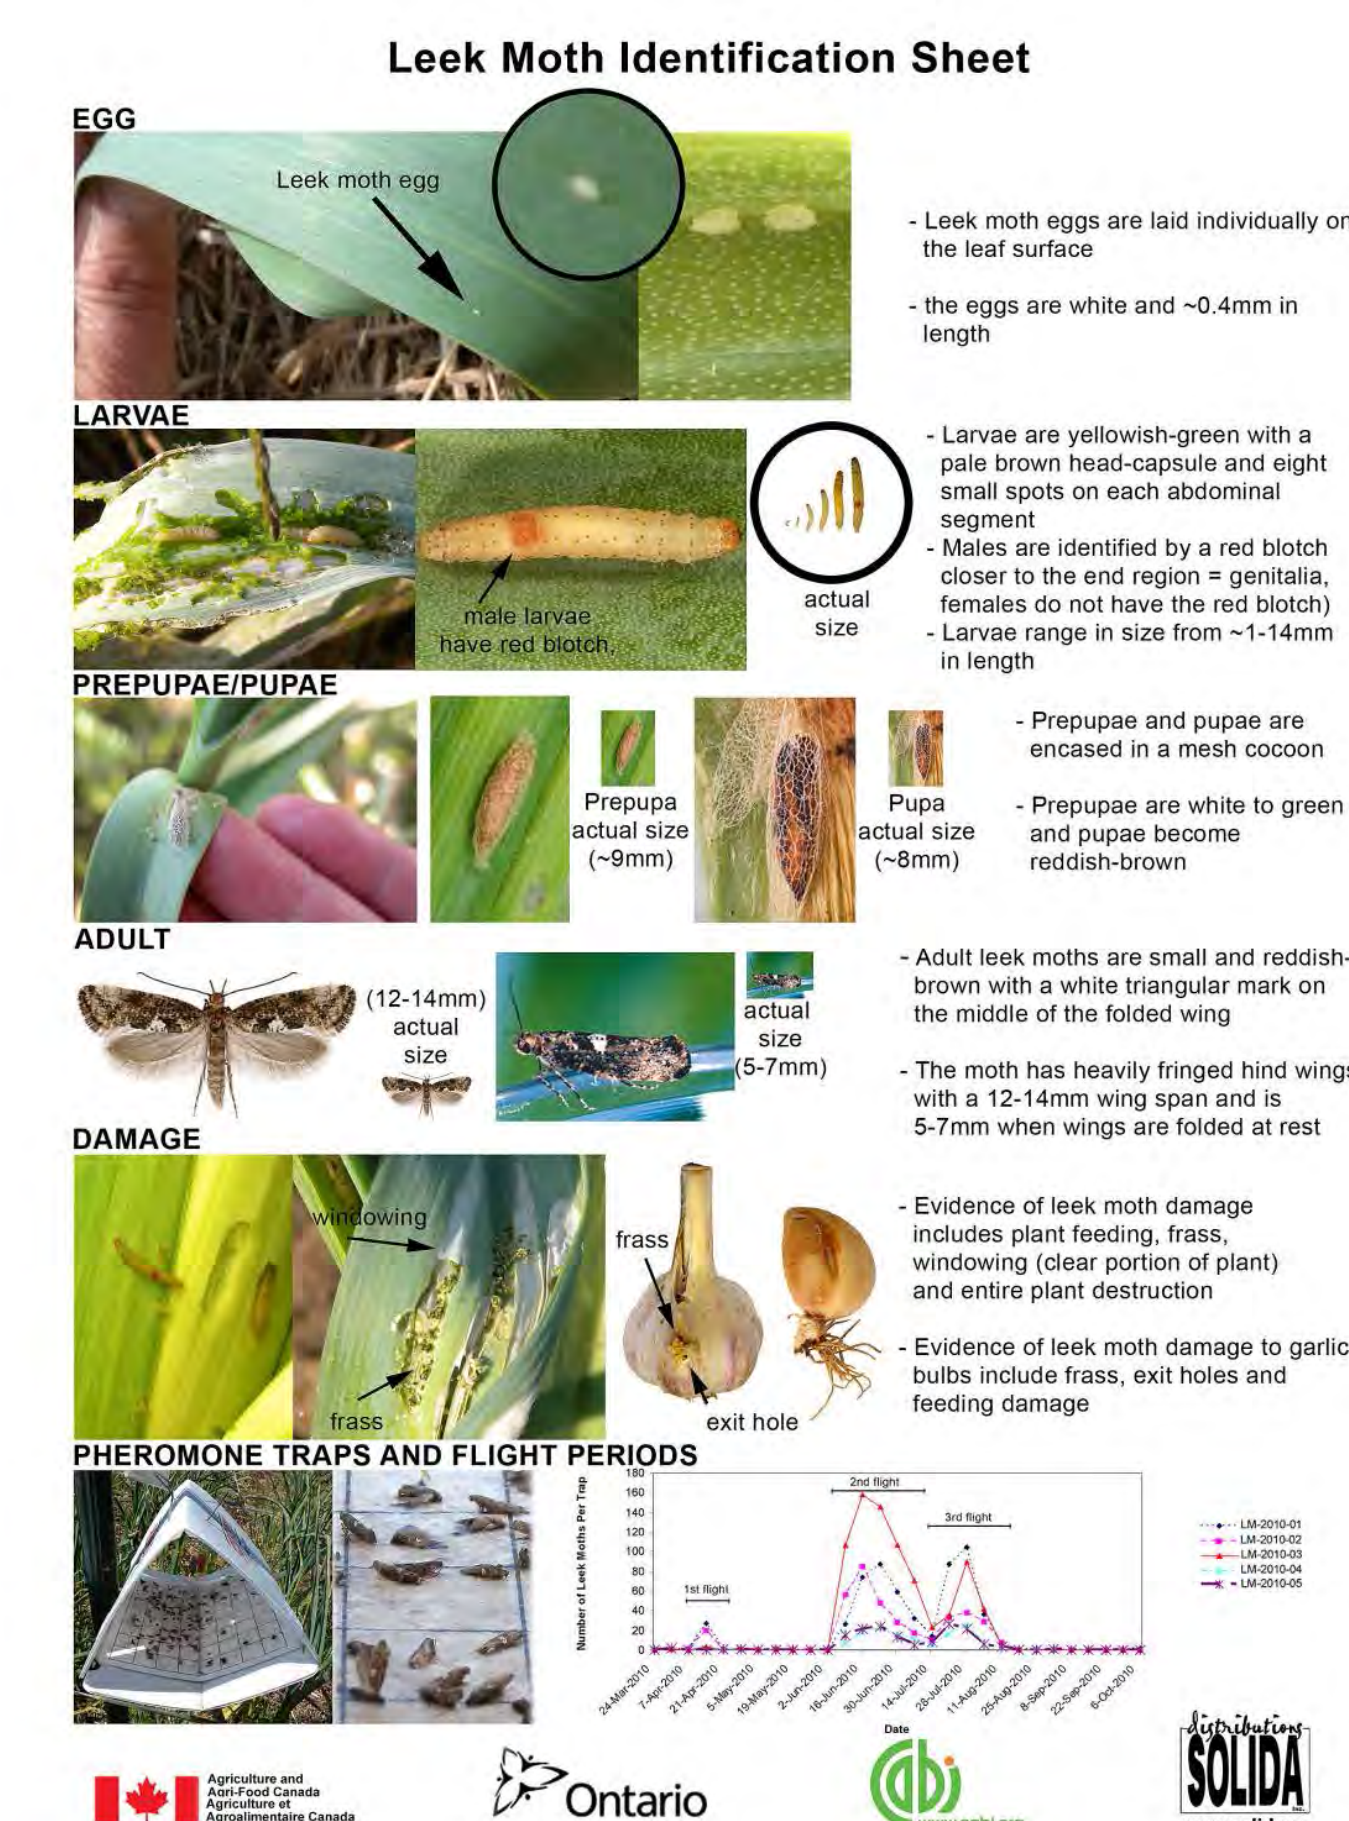 Leek Moth Identification Sheet
EGG
Leek moth egg
- Leek moth eggs are laid individually on
the leaf surface
- the eggs are white and ~0.4mm in
length
LARVAE
male larvae
have red blotch,
actual
size
- Larvae are yellowish-green with a
pale brown head-capsule and eight
small spots on each abdominal
segment
- Males are identified by a red blotch
closer to the end region = genitalia,
females do not have the red blotch)
- Larvae range in size from ~1-14mm
in length
PREPUPAE/PUPAE
Prepupa
actual size
(~9mm)
Pupa
actual size
(~8mm)
- Prepupae and pupae are
encased in a mesh cocoon
- Prepupae are white to green
and pupae become
reddish-brown
ADULT
(12-14mm)
actual
size
actual
size
(5-7mm)
- Adult leek moths are small and reddish-
brown with a white triangular mark on
the middle of the folded wing
- The moth has heavily fringed hind wings
with a 12-14mm wing span and is
5-7mm when wings are folded at rest
DAMAGE
windowing
frass
frass
exit hole
- Evidence of leek moth damage
includes plant feeding, frass,
windowing (clear portion of plant)
and entire plant destruction
- Evidence of leek moth damage to garlic
bulbs include frass, exit holes and
feeding damage
PHEROMONE TRAPS AND FLIGHT PERIODS
Number of Leek Moths Per Trap
180
160
140
120
100
80
60
40
20
0
1st flight
2nd flight
3rd flight
24-Mar-2010
7-Apr-2010
21-Apr-2010
5-May-2010
19-May-2010
2-Jun-2010
16-Jun-2010
30-Jun-2010
14-Jul-2010
28-Jul-2010
11-Aug-2010
25-Aug-2010
8-Sep-2010
22-Sep-2010
6-Oct-2010
Date
LM-2010-01
LM-2010-02
LM-2010-03
LM-2010-04
LM-2010-05
Agriculture and
Agri-Food Canada
Agriculture et
Agroalimentaire Canada
Ontario
cabi
distributions
SOLIDA
inc.